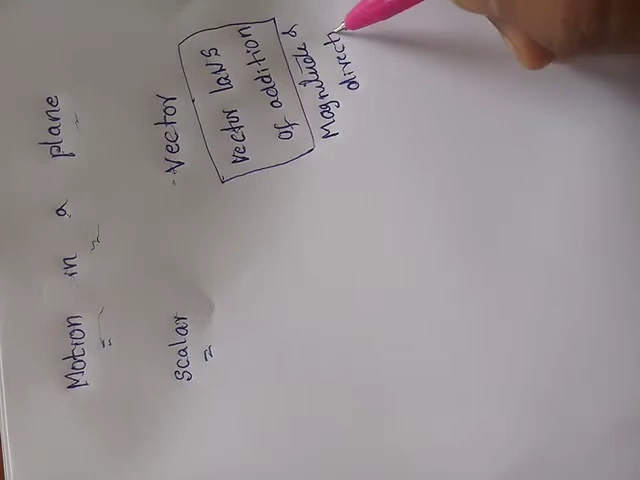 Motion in a plane
Scalar
Vector
vector laws
of addition
Magnitude &
direct